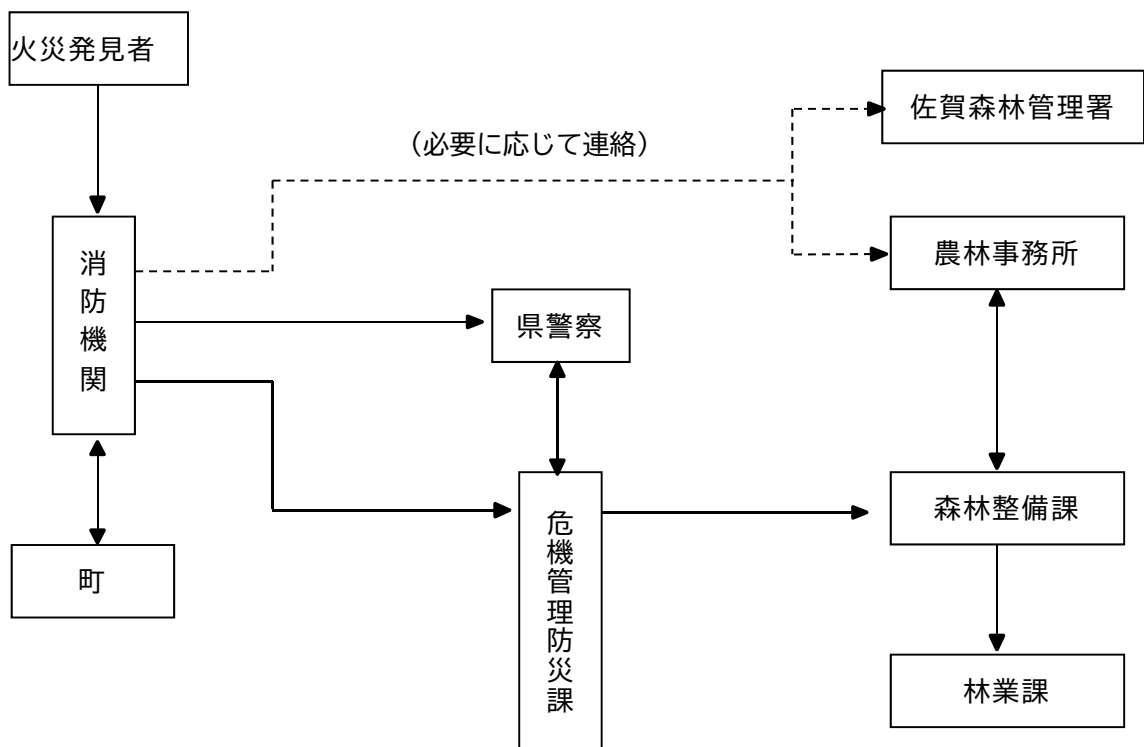 火災発見者
佐賀森林管理署
（必要に応じて連絡）
消防機関
農林事務所
県警察
危機管理防災課
森林整備課
町
林業課